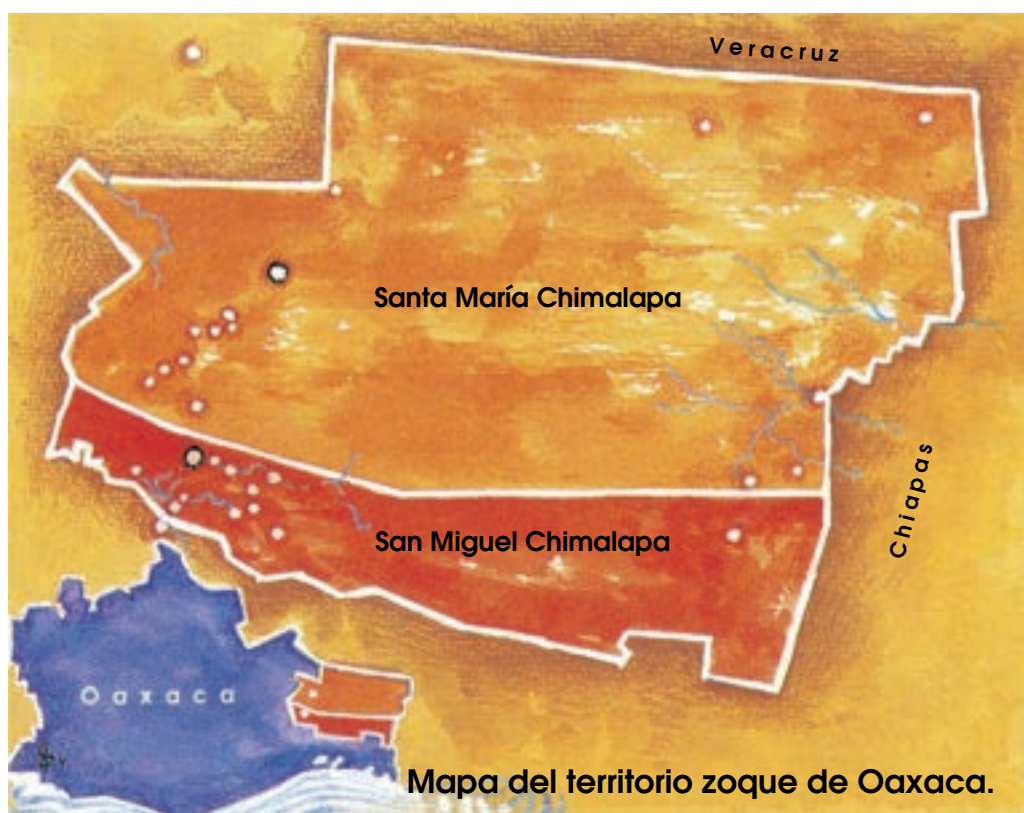 Veracruz
Santa María Chimalapa
Chiapas
San Miguel Chimalapa
Oaxaca
Mapa del territorio zoque de Oaxaca.